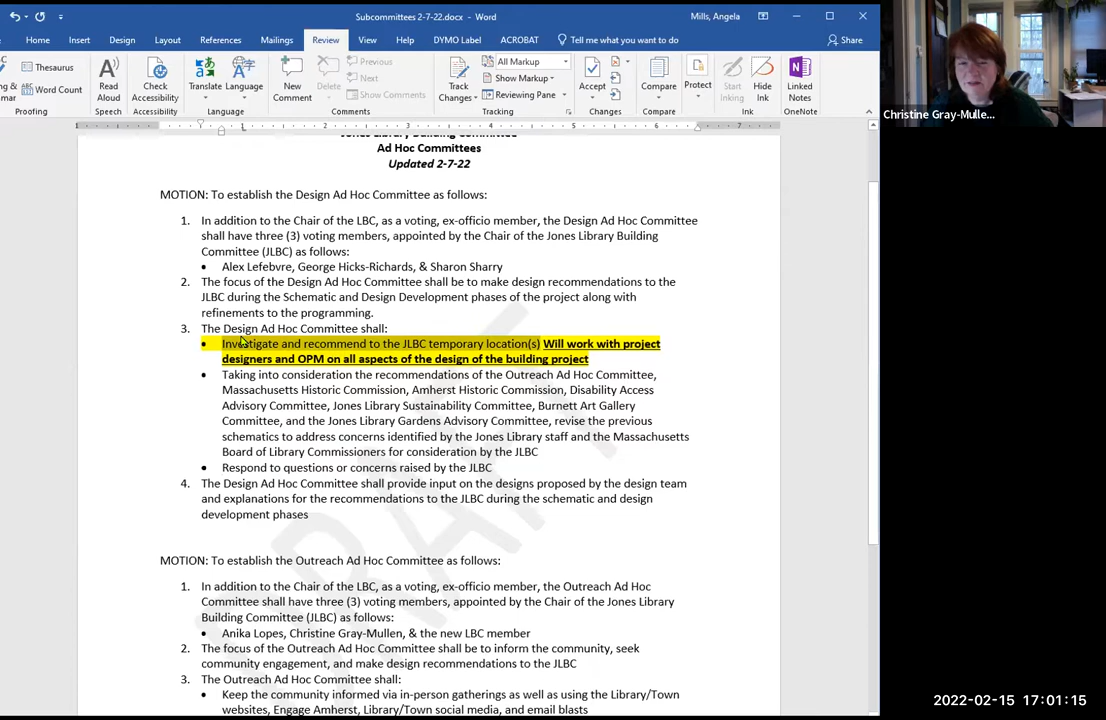 Subcommittees 2-7-22.docx - Word
Mills, Angela
Home Insert Design Layout References Mailings Review View Help DYMO Label ACROBAT Tell me what you want to do Share
Thesaurus
Word Count
Proofing
Read Aloud
Speech
Check Accessibility
Accessibility
Translate Language
Language
New Comment
Delete
Previous
Next
Show Comments
Comments
Track Changes
All Markup
Show Markup
Reviewing Pane
Tracking
Accept
Changes
Compare
Compare
Protect
Start Inking
Hide Ink
Ink
Linked Notes
OneNote
Christine Gray-Mulle...
Jones Library Building Committee
Ad Hoc Committees
Updated 2-7-22
MOTION: To establish the Design Ad Hoc Committee as follows:
1. In addition to the Chair of the LBC, as a voting, ex-officio member, the Design Ad Hoc Committee
shall have three (3) voting members, appointed by the Chair of the Jones Library Building
Committee (JLBC) as follows:
• Alex Lefebvre, George Hicks-Richards, & Sharon Sharry
2. The focus of the Design Ad Hoc Committee shall be to make design recommendations to the
JLBC during the Schematic and Design Development phases of the project along with
refinements to the programming.
3. The Design Ad Hoc Committee shall:
• Investigate and recommend to the JLBC temporary location(s) Will work with project
designers and OPM on all aspects of the design of the building project
• Taking into consideration the recommendations of the Outreach Ad Hoc Committee,
Massachusetts Historic Commission, Amherst Historic Commission, Disability Access
Advisory Committee, Jones Library Sustainability Committee, Burnett Art Gallery
Committee, and the Jones Library Gardens Advisory Committee, revise the previous
schematics to address concerns identified by the Jones Library staff and the Massachusetts
Board of Library Commissioners for consideration by the JLBC
• Respond to questions or concerns raised by the JLBC
4. The Design Ad Hoc Committee shall provide input on the designs proposed by the design team
and explanations for the recommendations to the JLBC during the schematic and design
development phases
MOTION: To establish the Outreach Ad Hoc Committee as follows:
1. In addition to the Chair of the LBC, as a voting, ex-officio member, the Outreach Ad Hoc
Committee shall have three (3) voting members, appointed by the Chair of the Jones Library
Building Committee (JLBC) as follows:
• Anika Lopes, Christine Gray-Mullen, & the new LBC member
2. The focus of the Outreach Ad Hoc Committee shall be to inform the community, seek
community engagement, and make design recommendations to the JLBC
3. The Outreach Ad Hoc Committee shall:
• Keep the community informed via in-person gatherings as well as using the Library/Town
websites, Engage Amherst, Library/Town social media, and email blasts
2022-02-15 17:01:15